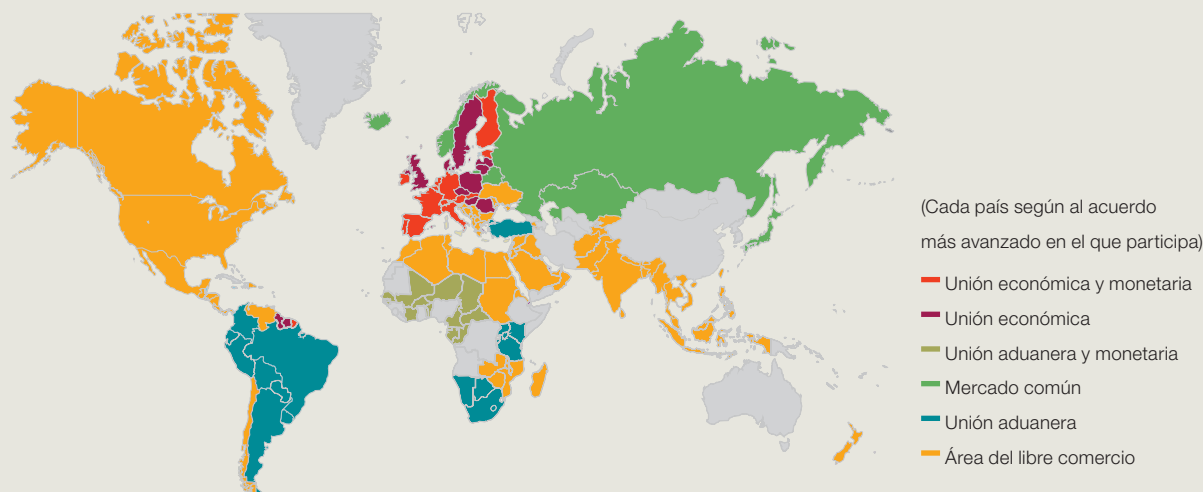 (Cada país según al acuerdo
más avanzado en el que participa)
Unión económica y monetaria
Unión económica
Unión aduanera y monetaria
Mercado común
Unión aduanera
Área del libre comercio